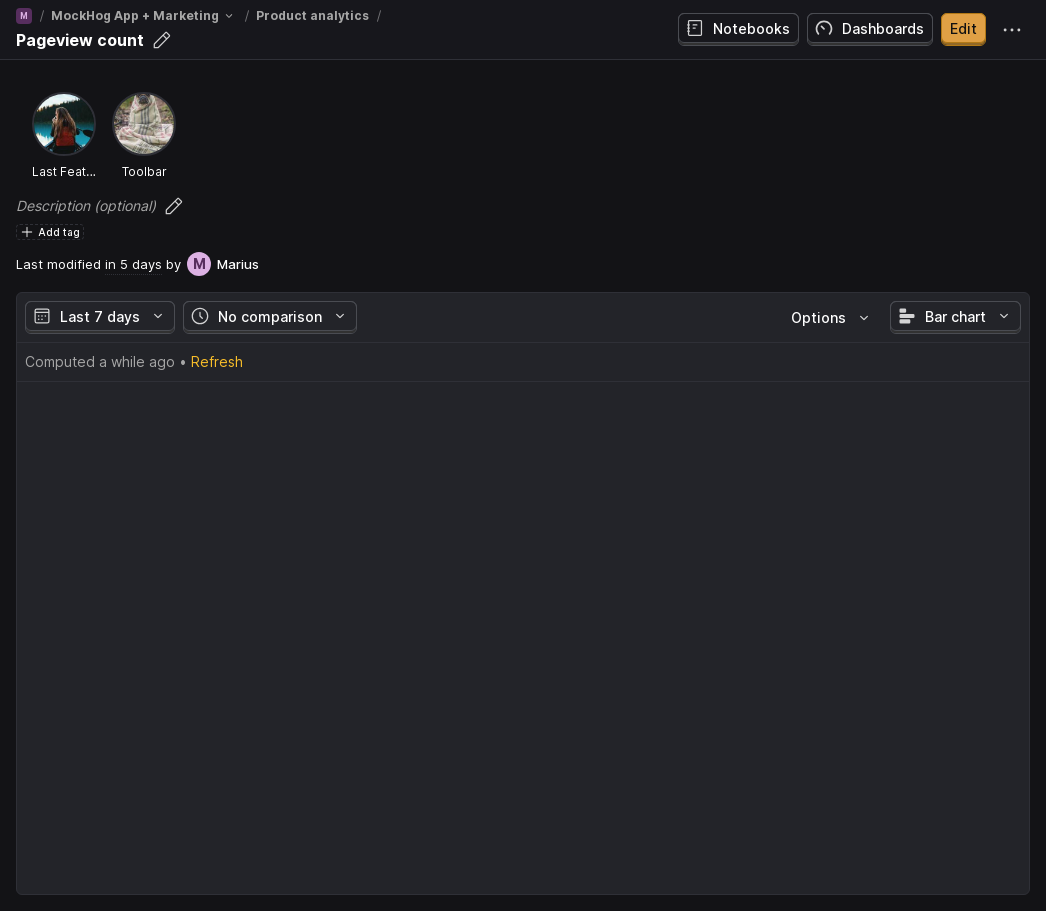 M / MockHog App + Marketing / Product analytics /
Pageview count
Notebooks
Dashboards
Edit
Last Feat...
Toolbar
Description (optional)
Add tag
Last modified in 5 days by M Marius
Last 7 days
No comparison
Options
Bar chart
Computed a while ago • Refresh